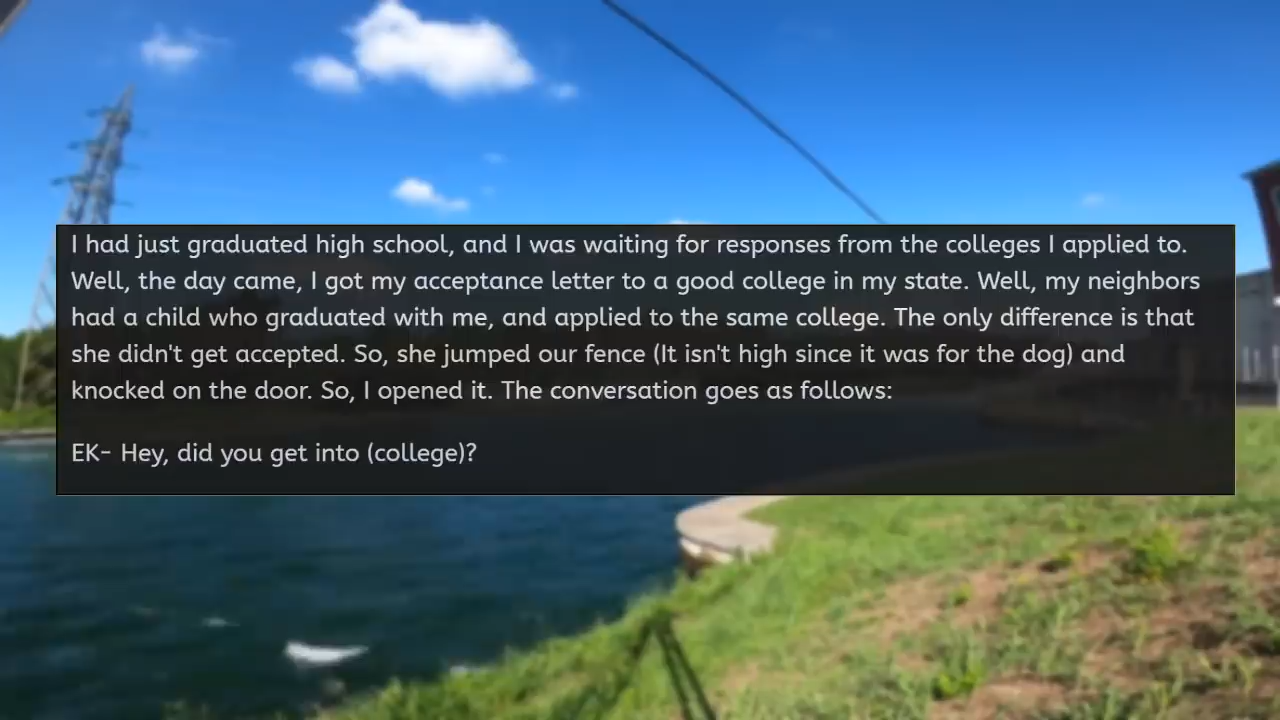 I had just graduated high school, and I was waiting for responses from the colleges I applied to.
Well, the day came, I got my acceptance letter to a good college in my state. Well, my neighbors
had a child who graduated with me, and applied to the same college. The only difference is that
she didn't get accepted. So, she jumped our fence (It isn't high since it was for the dog) and
knocked on the door. So, I opened it. The conversation goes as follows:
EK- Hey, did you get into (college)?